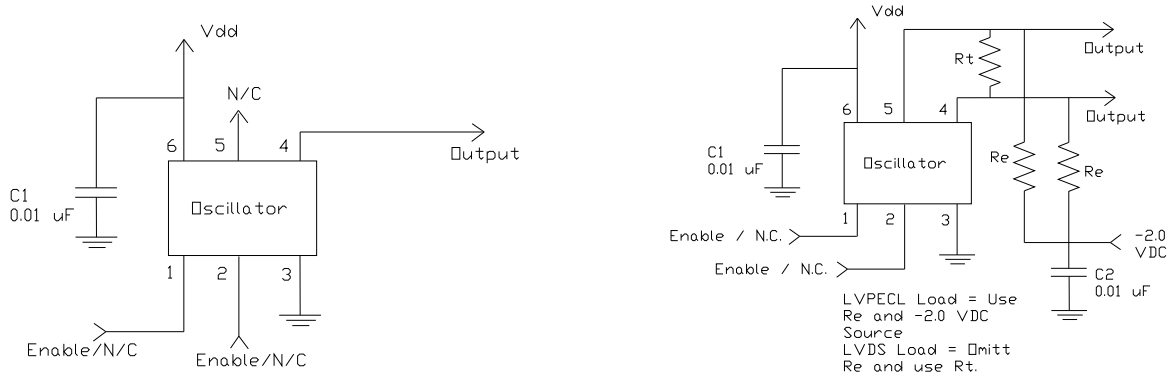 Vdd
N/C
6
5
4
Output
C1
0.01 uF
Oscillator
1
2
3
Enable/N/C
Enable/N/C
Vdd
Output
Rt
6
5
4
Output
C1
0.01 uF
Oscillator
Re
Re
1
2
3
Enable / N.C.
-2.0
VDC
Enable / N.C.
C2
0.01 uF
LVPECL Load = Use
Re and -2.0 VDC
Source
LVDS Load = Omitt
Re and use Rt.